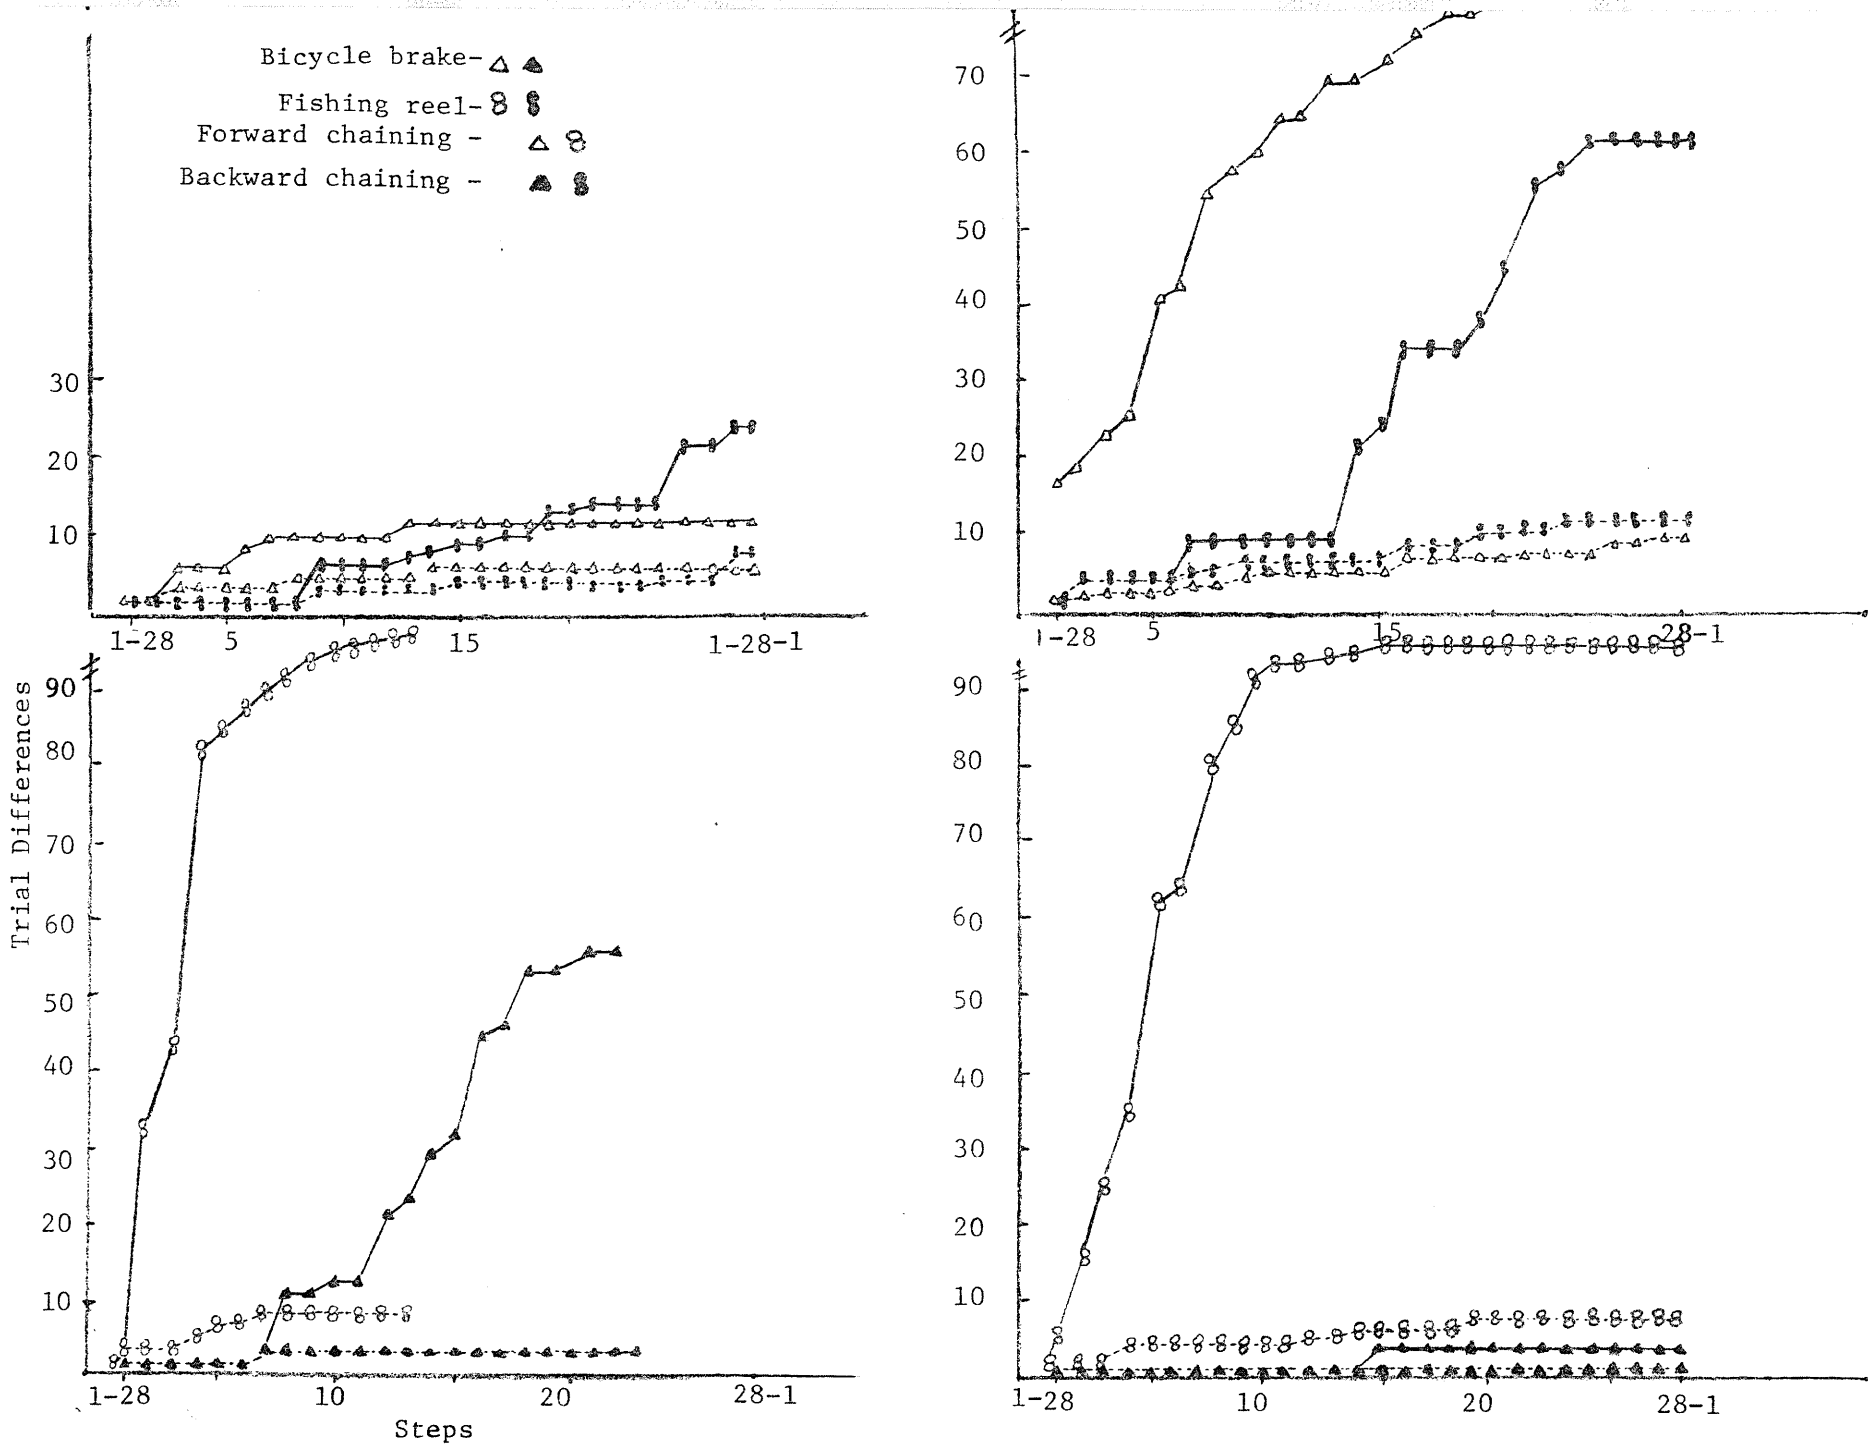 Bicycle brake-
Fishing reel-
Forward chaining -
Backward chaining -
30
20
10
1-28 5 15 1-28-1
70
60
50
40
30
20
10
1-28 5 15 28-1
Trial Differences
90
80
70
60
50
40
30
20
10
1-28 10 20 28-1
Steps
90
80
70
60
50
40
30
20
10
1-28 10 20 28-1